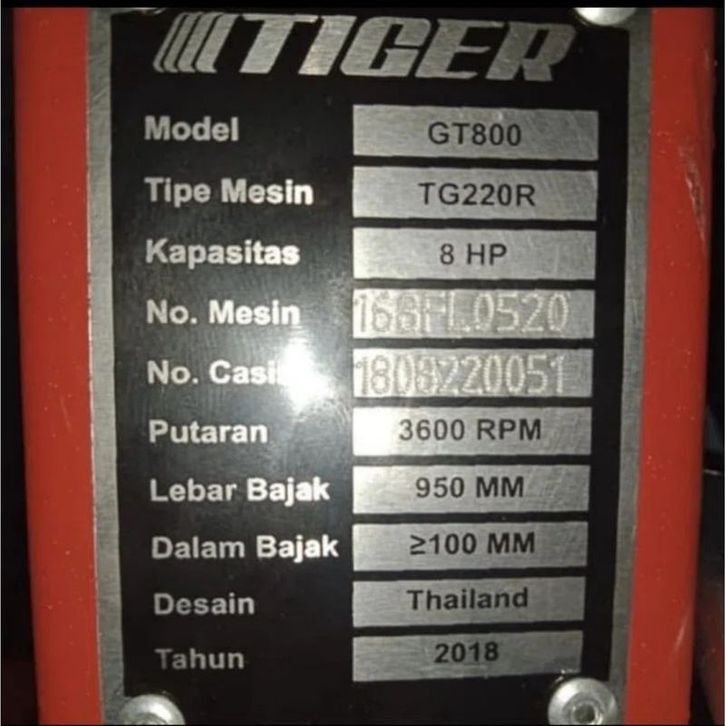 TIGER
Model GT800
Tipe Mesin TG220R
Kapasitas 8 HP
No. Mesin 168FL0520
No. 1808220051
Putaran 3600 RPM
Lebar Bajak 950 MM
Dalam Bajak ≥100 MM
Desain Thailand
Tahun 2018